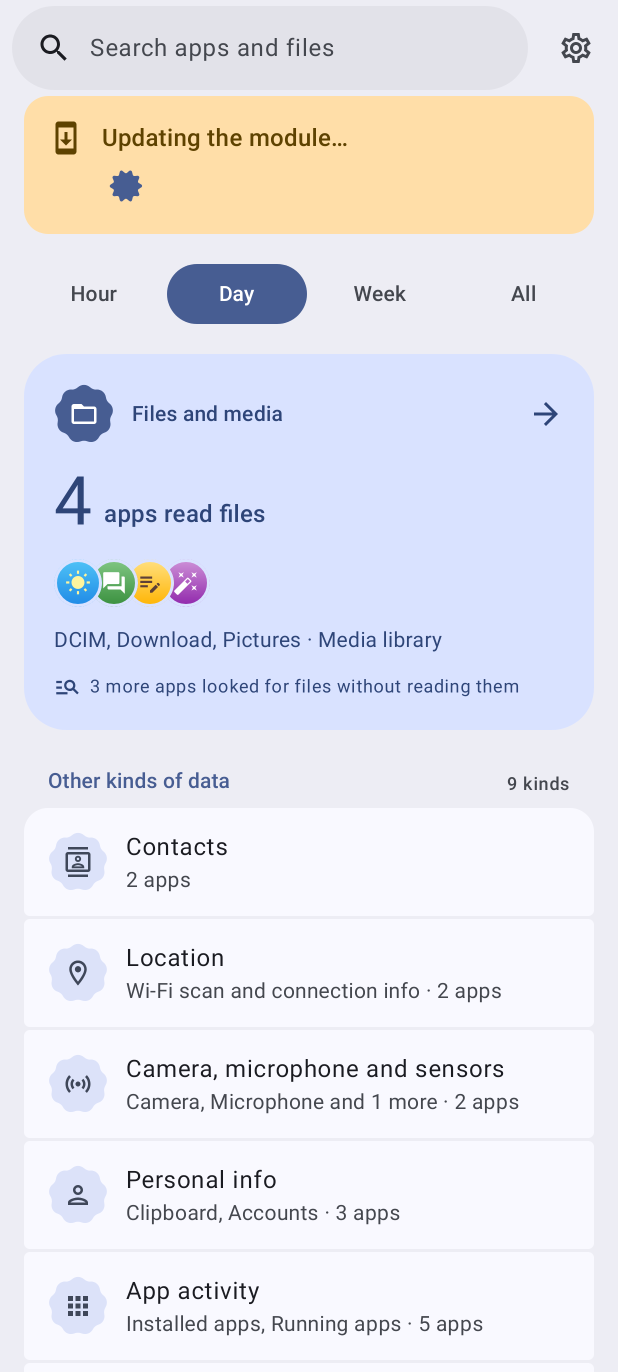 Search apps and files
Updating the module…
Hour
Day
Week
All
Files and media
4 apps read files
DCIM, Download, Pictures · Media library
3 more apps looked for files without reading them
Other kinds of data
9 kinds
Contacts
2 apps
Location
Wi-Fi scan and connection info · 2 apps
Camera, microphone and sensors
Camera, Microphone and 1 more · 2 apps
Personal info
Clipboard, Accounts · 3 apps
App activity
Installed apps, Running apps · 5 apps